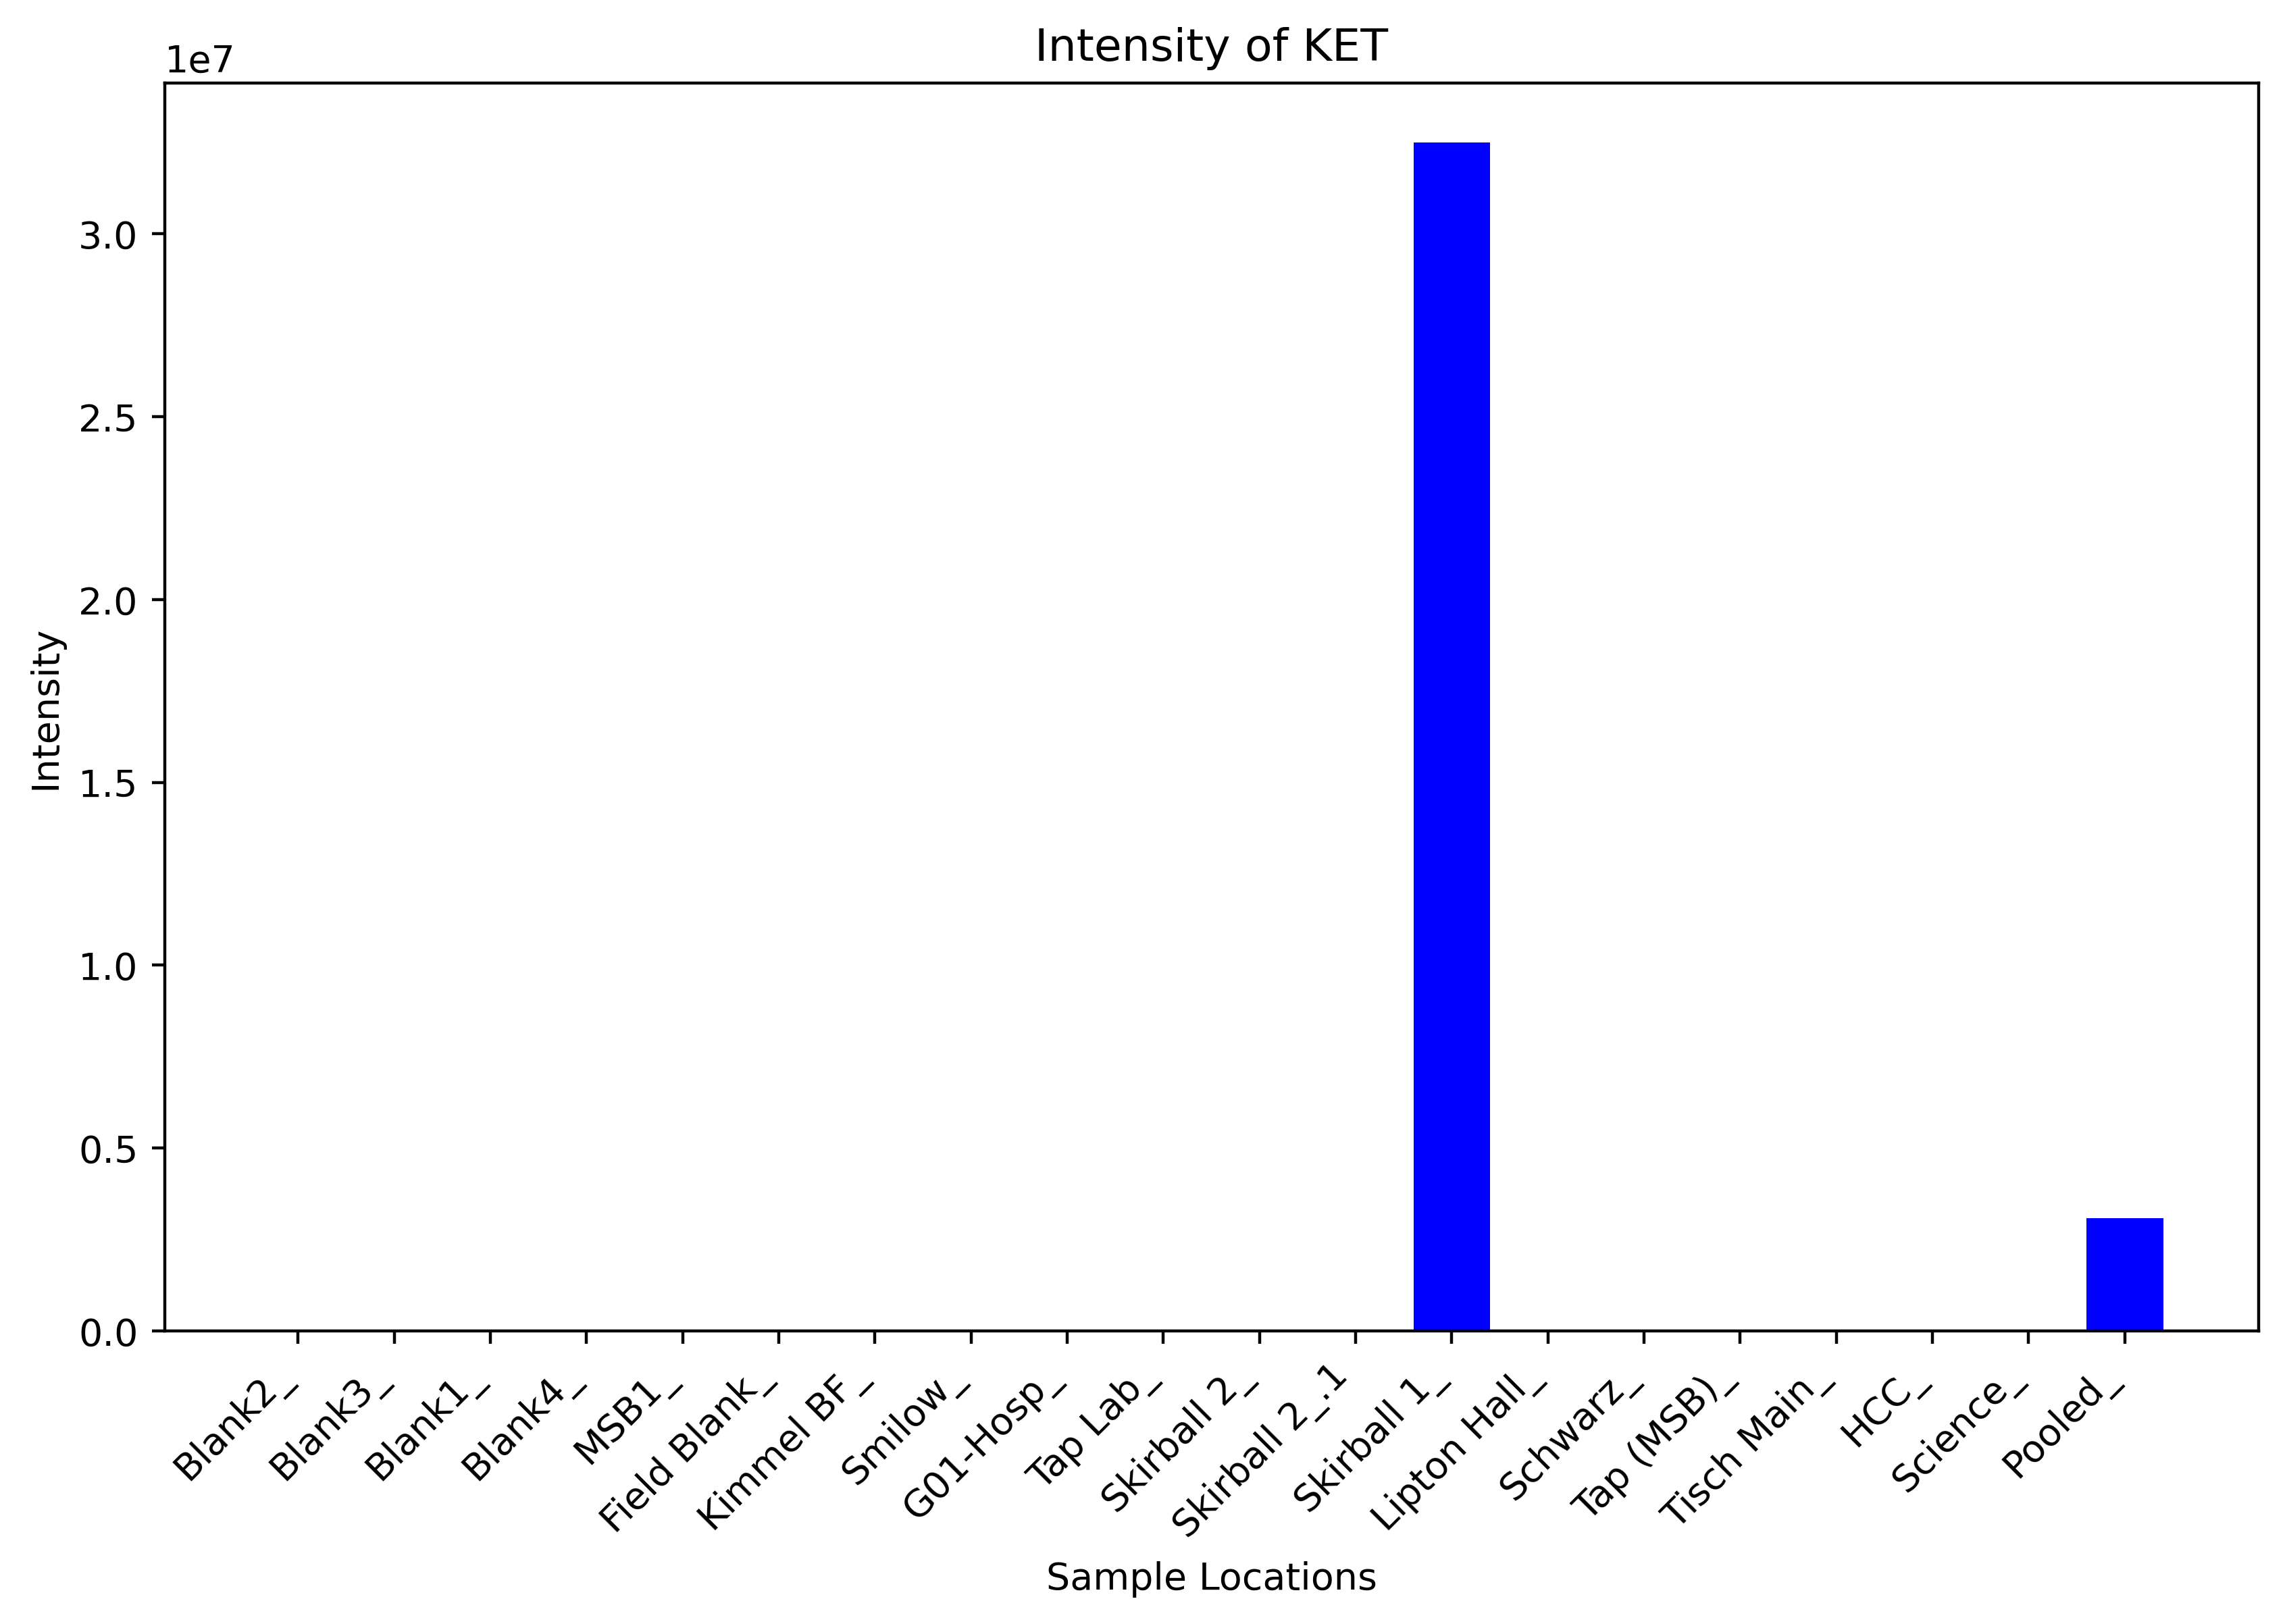 Intensity of KET
1e7
3.0
2.5
2.0
1.5
1.0
0.5
0.0
Intensity
Blank2_
Blank3_
Blank1_
Blank4_
MSB1_
Field Blank_
Kimmel BF_
Smilow_
G01-Hosp_
Tap Lab_
Skirball 2_
Skirball 2_.1
Skirball 1_
Lipton Hall_
Schwarz_
Tap (MSB)_
Tisch Main_
HCC_
Science_
Pooled_
Sample Locations